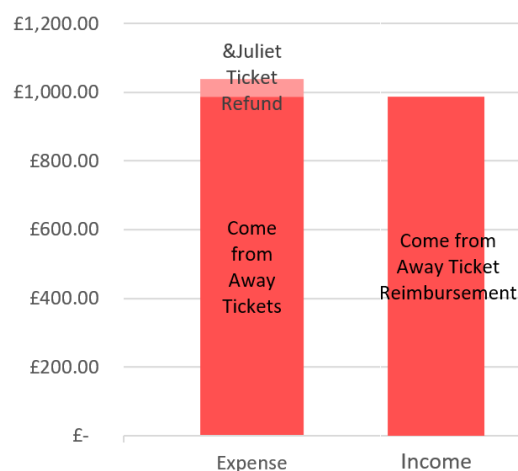 £1,200.00
£1,000.00
£800.00
£600.00
£400.00
£200.00
£-
&Juliet
Ticket
Refund
Come
from
Away
Tickets
Come from
Away Ticket
Reimbursement
Expense
Income